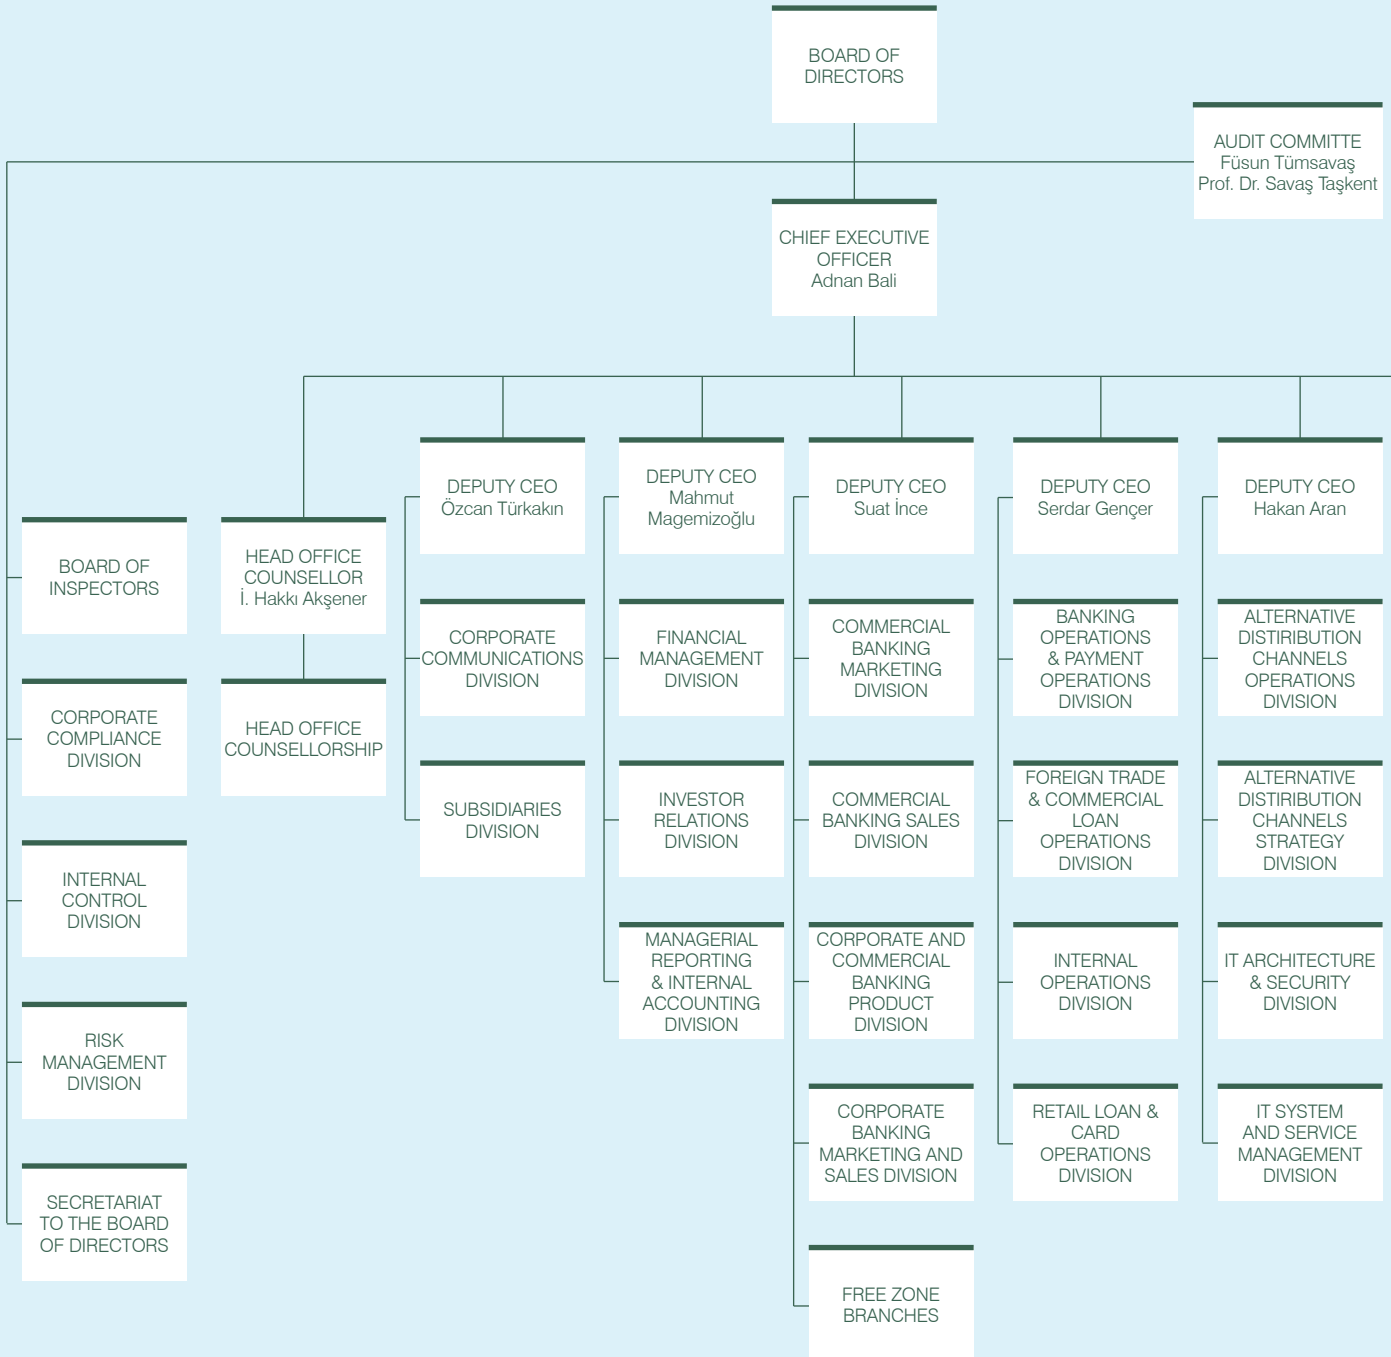 BOARD OF
DIRECTORS
AUDIT COMMITTE
Füsun Tümsavaş
Prof. Dr. Savaş Taşkent
CHIEF EXECUTIVE
OFFICER
Adnan Bali
BOARD OF
INSPECTORS
CORPORATE
COMPLIANCE
DIVISION
INTERNAL
CONTROL
DIVISION
RISK
MANAGEMENT
DIVISION
SECRETARIAT
TO THE BOARD
OF DIRECTORS
HEAD OFFICE
COUNSELLOR
İ. Hakkı Akşener
HEAD OFFICE
COUNSELLORSHIP
DEPUTY CEO
Özcan Türkakın
CORPORATE
COMMUNICATIONS
DIVISION
SUBSIDIARIES
DIVISION
DEPUTY CEO
Mahmut
Magemizoğlu
FINANCIAL
MANAGEMENT
DIVISION
INVESTOR
RELATIONS
DIVISION
MANAGERIAL
REPORTING
& INTERNAL
ACCOUNTING
DIVISION
DEPUTY CEO
Suat İnce
COMMERCIAL
BANKING
MARKETING
DIVISION
COMMERCIAL
BANKING SALES
DIVISION
CORPORATE AND
COMMERCIAL
BANKING
PRODUCT
DIVISION
CORPORATE
BANKING
MARKETING AND
SALES DIVISION
FREE ZONE
BRANCHES
DEPUTY CEO
Serdar Gençer
BANKING
OPERATIONS
& PAYMENT
OPERATIONS
DIVISION
FOREIGN TRADE
& COMMERCIAL
LOAN
OPERATIONS
DIVISION
INTERNAL
OPERATIONS
DIVISION
RETAIL LOAN &
CARD
OPERATIONS
DIVISION
DEPUTY CEO
Hakan Aran
ALTERNATIVE
DISTIRIBUTION
CHANNELS
OPERATIONS
DIVISION
ALTERNATIVE
DISTIRIBUTION
CHANNELS
STRATEGY
DIVISION
IT ARCHITECTURE
& SECURITY
DIVISION
IT SYSTEM
AND SERVICE
MANAGEMENT
DIVISION